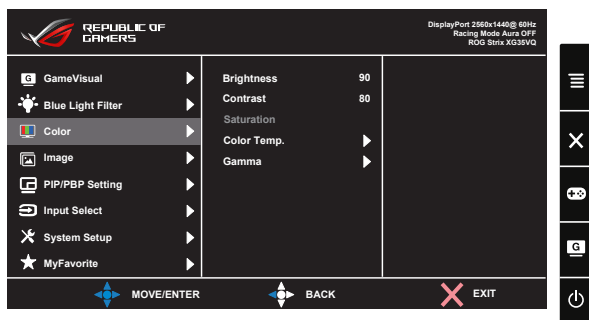 REPUBLIC OF
GAMERS
DisplayPort 2560x1440@ 60Hz
Racing Mode Aura OFF
ROG Strix XG35VQ
G GameVisual
Blue Light Filter
Color
Image
PIP/PBP Setting
Input Select
System Setup
MyFavorite
Brightness 90
Contrast 80
Saturation
Color Temp.
Gamma
MOVE/ENTER BACK EXIT
G